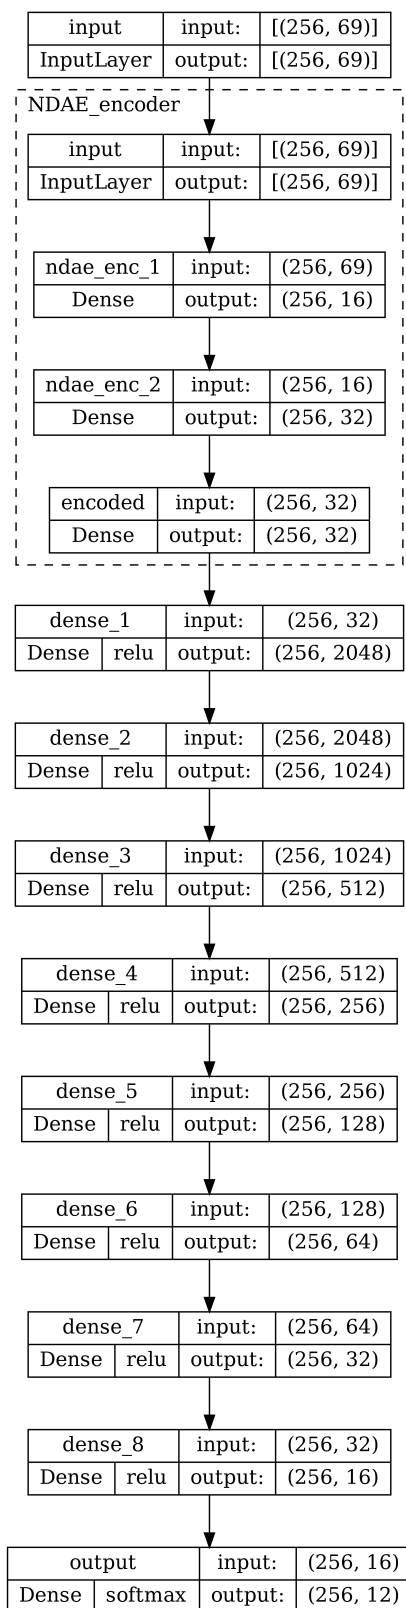 input input: [(256, 69)]
InputLayer output: [(256, 69)]
NDAE_encoder
input input: [(256, 69)]
InputLayer output: [(256, 69)]
ndae_enc_1 input: (256, 69)
Dense output: (256, 16)
ndae_enc_2 input: (256, 16)
Dense output: (256, 32)
encoded input: (256, 32)
Dense output: (256, 32)
dense_1 input: (256, 32)
Dense relu output: (256, 2048)
dense_2 input: (256, 2048)
Dense relu output: (256, 1024)
dense_3 input: (256, 1024)
Dense relu output: (256, 512)
dense_4 input: (256, 512)
Dense relu output: (256, 256)
dense_5 input: (256, 256)
Dense relu output: (256, 128)
dense_6 input: (256, 128)
Dense relu output: (256, 64)
dense_7 input: (256, 64)
Dense relu output: (256, 32)
dense_8 input: (256, 32)
Dense relu output: (256, 16)
output input: (256, 16)
Dense softmax output: (256, 12)